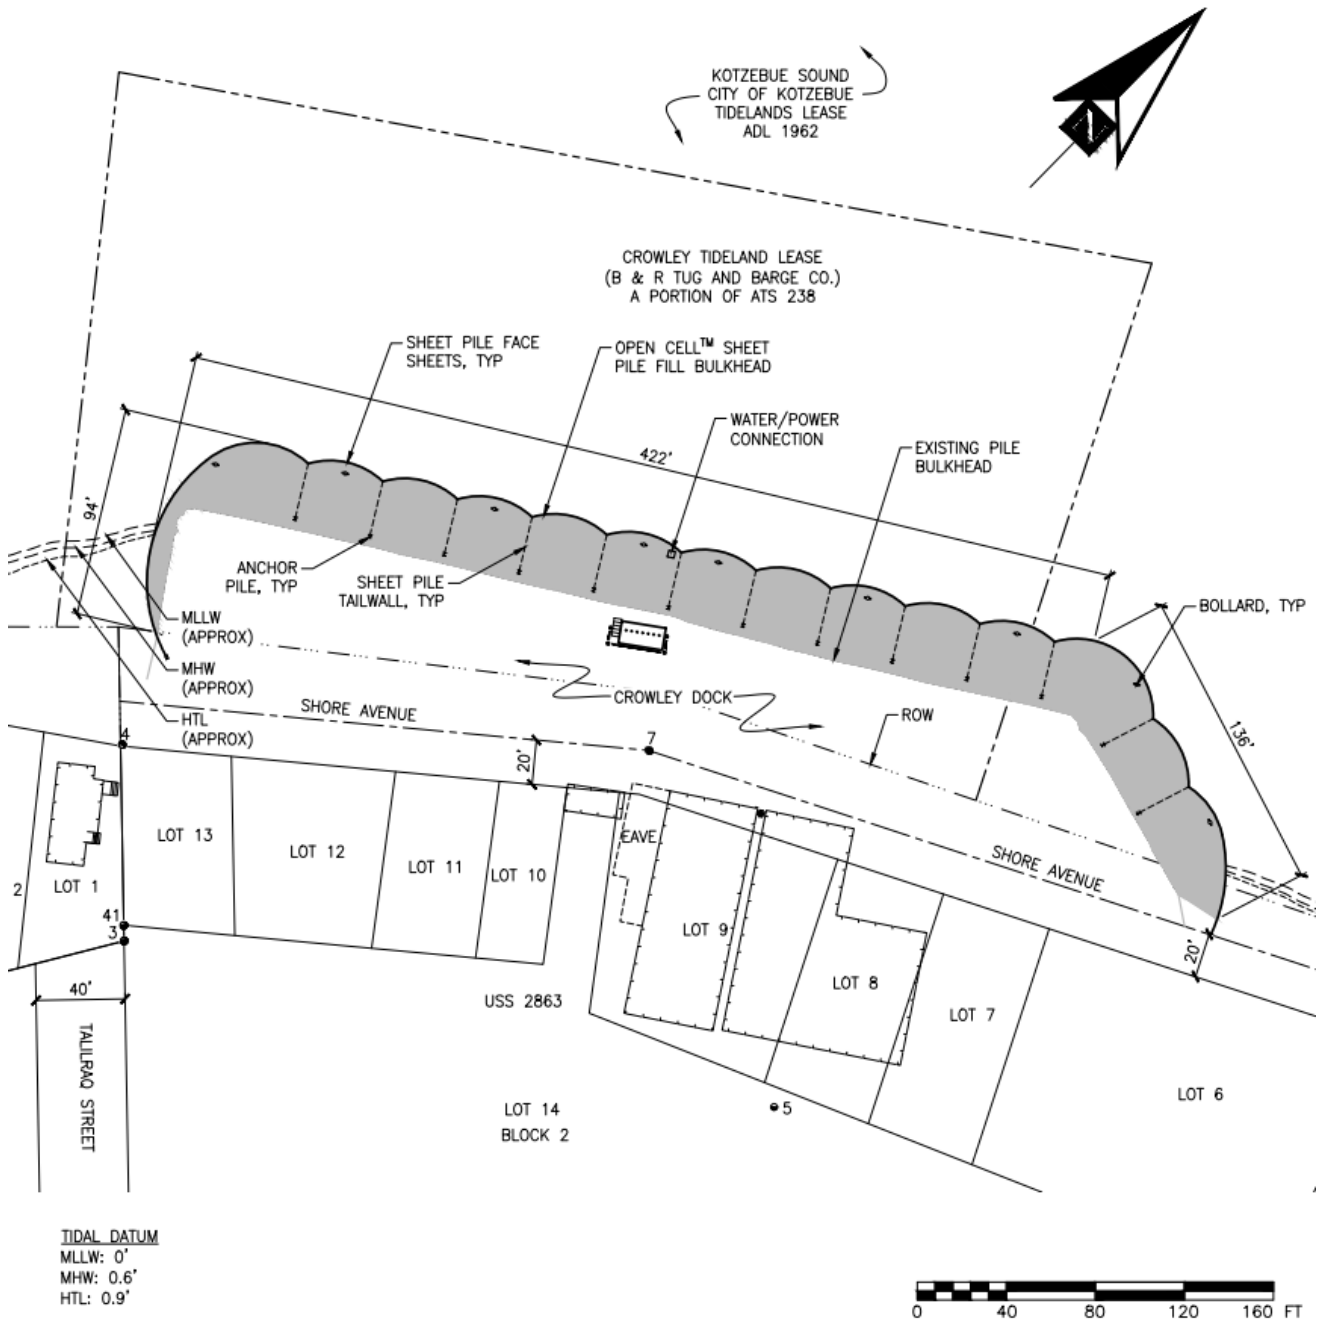 KOTZEBUE SOUND
CITY OF KOTZEBUE
TIDELANDS LEASE
ADL 1962
CROWLEY TIDELAND LEASE
(B & R TUG AND BARGE CO.)
A PORTION OF ATS 238
SHEET PILE FACE
SHEETS, TYP
OPEN CELL™ SHEET
PILE FILL BULKHEAD
WATER/POWER
CONNECTION
EXISTING PILE
BULKHEAD
422'
94'
ANCHOR
PILE, TYP
SHEET PILE
TAILWALL, TYP
MLLW
(APPROX)
MHW
(APPROX)
HTL
(APPROX)
BOLLARD, TYP
136'
CROWLEY DOCK
ROW
SHORE AVENUE
4
7
20'
SHORE AVENUE
20'
LOT 13
LOT 12
LOT 11
LOT 10
EAVE
LOT 9
LOT 8
LOT 7
LOT 6
2
LOT 1
41
3
40'
TALILRAQ STREET
USS 2863
LOT 14
BLOCK 2
5
TIDAL DATUM
MLLW: 0'
MHW: 0.6'
HTL: 0.9'
0 40 80 120 160 FT